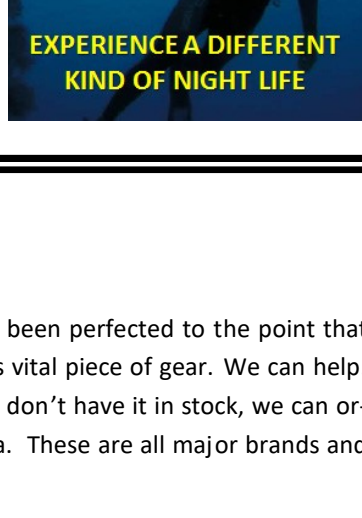 EXPERIENCE A DIFFERENT
KIND OF NIGHT LIFE
been perfected to the point that
s vital piece of gear. We can help
don’t have it in stock, we can or-
a. These are all major brands and